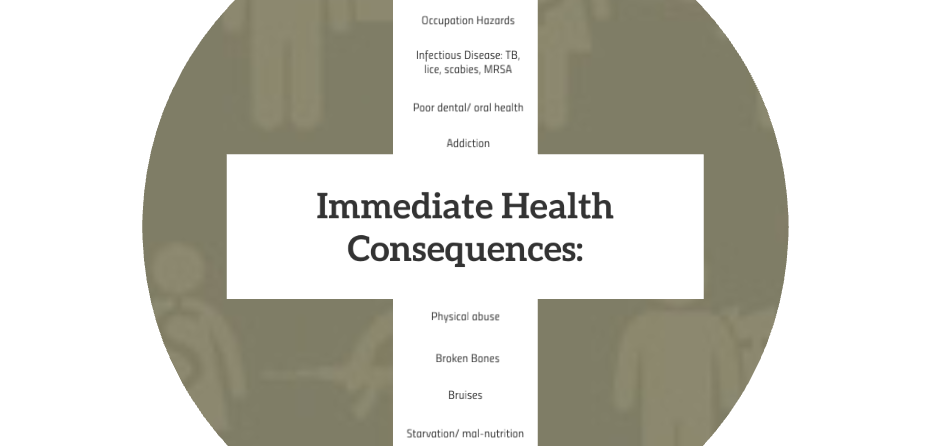 Occupation Hazards
Infectious Disease: TB,
lice, scabies, MRSA
Poor dental/ oral health
Addiction
Immediate Health
Consequences:
Physical abuse
Broken Bones
Bruises
Starvation/ mal-nutrition